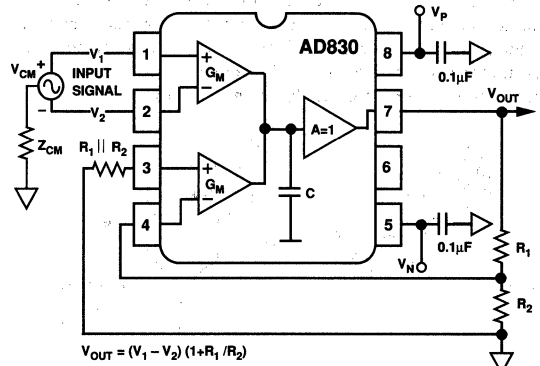 VP
AD830
VCM
+
−
INPUT
SIGNAL
V1
V2
ZCM
1
2
3
4
+
−
GM
+
−
GM
A=1
C
8
7
6
5
0.1µF
VOUT
R1 || R2
0.1µF
VN
R1
R2
VOUT = (V1 – V2) (1+R1 /R2)